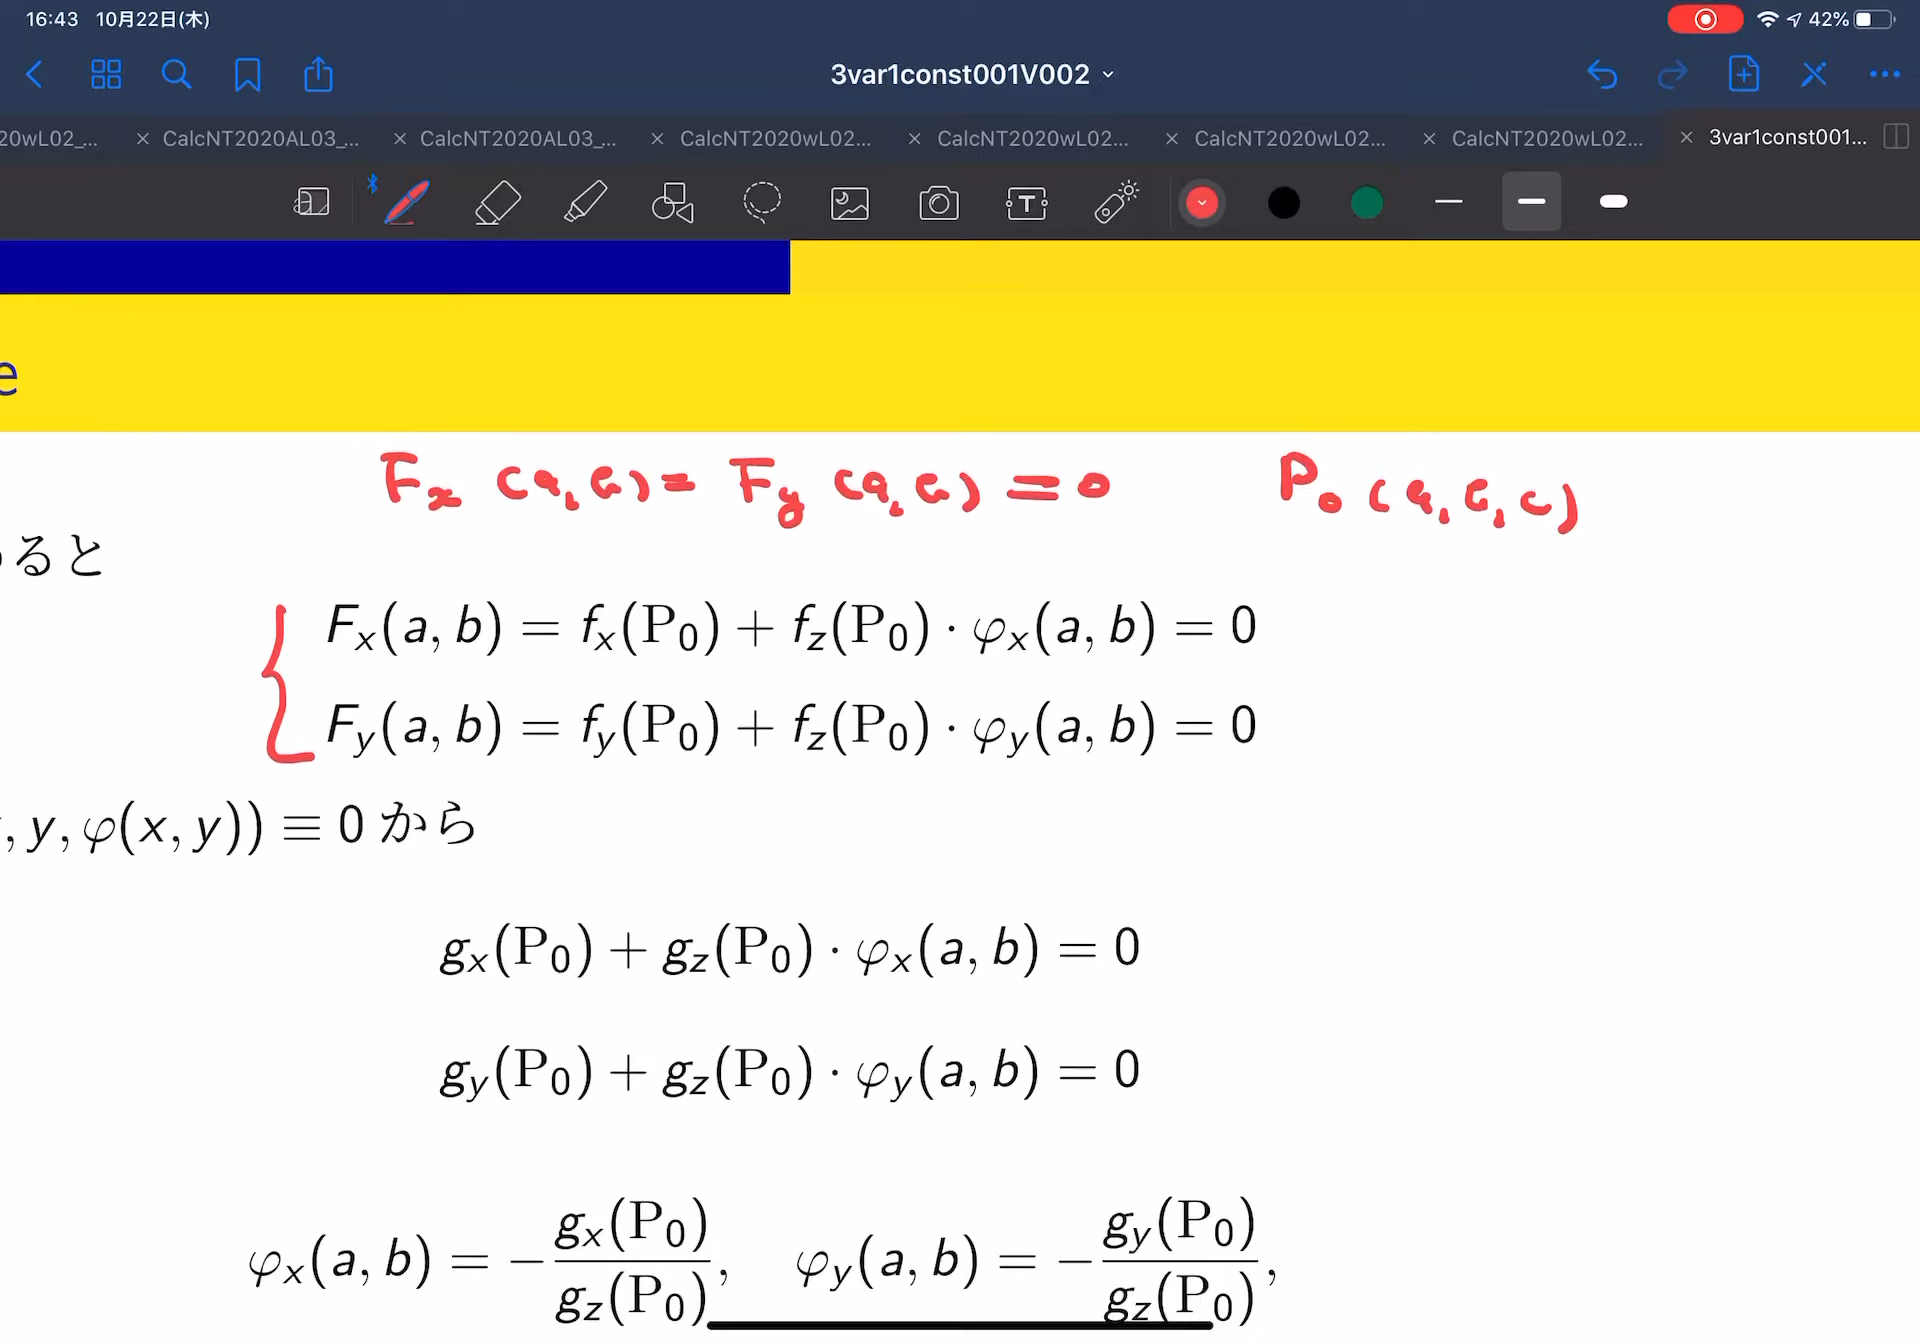 16:43 10月22日(木) 42%
3var1const001V002
20wL02_... × CalcNT2020AL03_... × CalcNT2020AL03_... × CalcNT2020wL02... × CalcNT2020wL02... × CalcNT2020wL02... × CalcNT2020wL02... × 3var1const001...
e
Fx (a, b) = Fy (a, b) = 0 P0 (a, b, c)
ると
Fx(a, b) = fx(P0) + fz(P0) · φx(a, b) = 0
Fy(a, b) = fy(P0) + fz(P0) · φy(a, b) = 0
, y, φ(x, y)) ≡ 0 から
gx(P0) + gz(P0) · φx(a, b) = 0
gy(P0) + gz(P0) · φy(a, b) = 0
φx(a, b) = −gx(P0)/gz(P0), φy(a, b) = −gy(P0)/gz(P0),